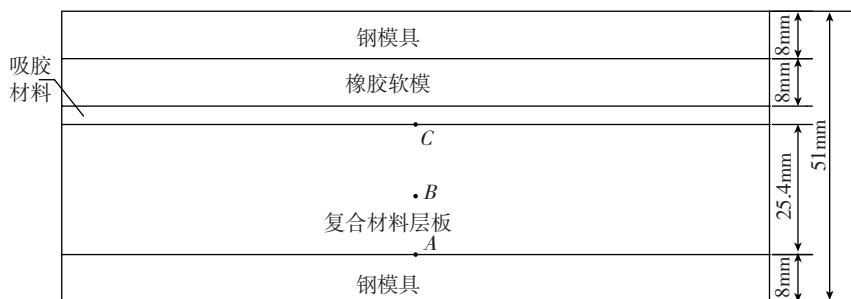 钢模具
8mm
吸胶
材料
橡胶软模
8mm
C
B
25.4mm
51mm
复合材料层板
A
钢模具
8mm